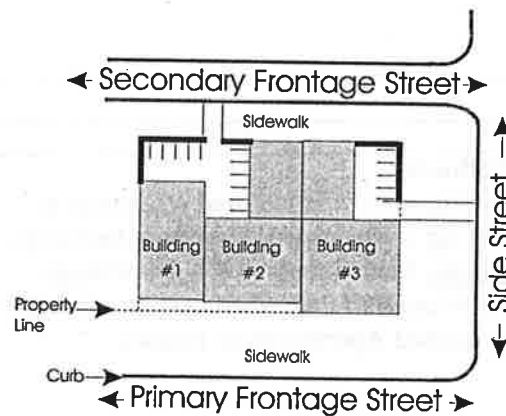 Secondary Frontage Street
Sidewalk
Side Street
Building
#1
Building
#2
Building
#3
Property
Line
Sidewalk
Curb
Primary Frontage Street